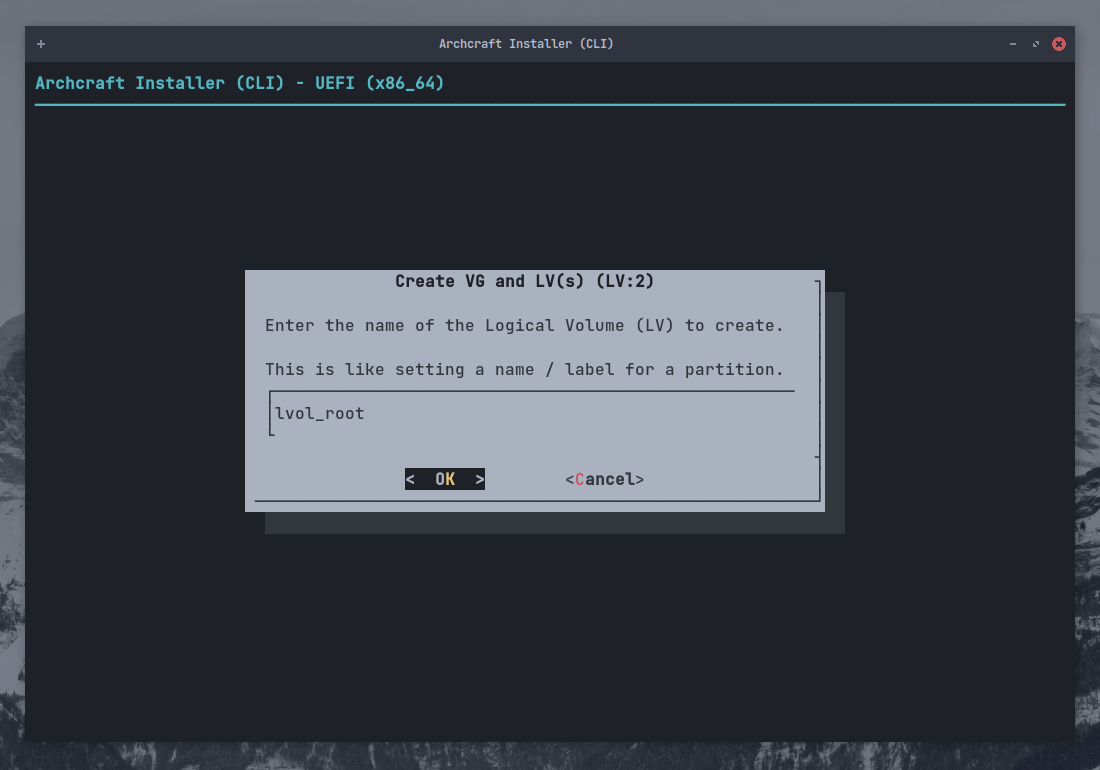 Archcraft Installer (CLI)
Archcraft Installer (CLI) - UEFI (x86_64)
Create VG and LV(s) (LV:2)
Enter the name of the Logical Volume (LV) to create.
This is like setting a name / label for a partition.
lvol_root
<  OK  > <Cancel>